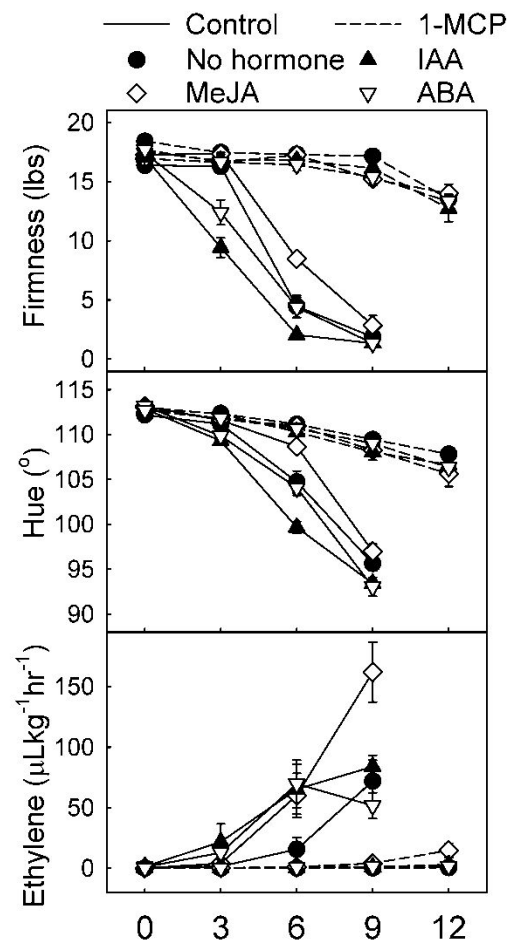 Control 1-MCP
No hormone IAA
MeJA ABA
20
15
10
5
0
Firmness (lbs)
115
110
105
100
95
90
Hue (°)
150
100
50
0
Ethylene (μLkg⁻¹hr⁻¹)
0 3 6 9 12